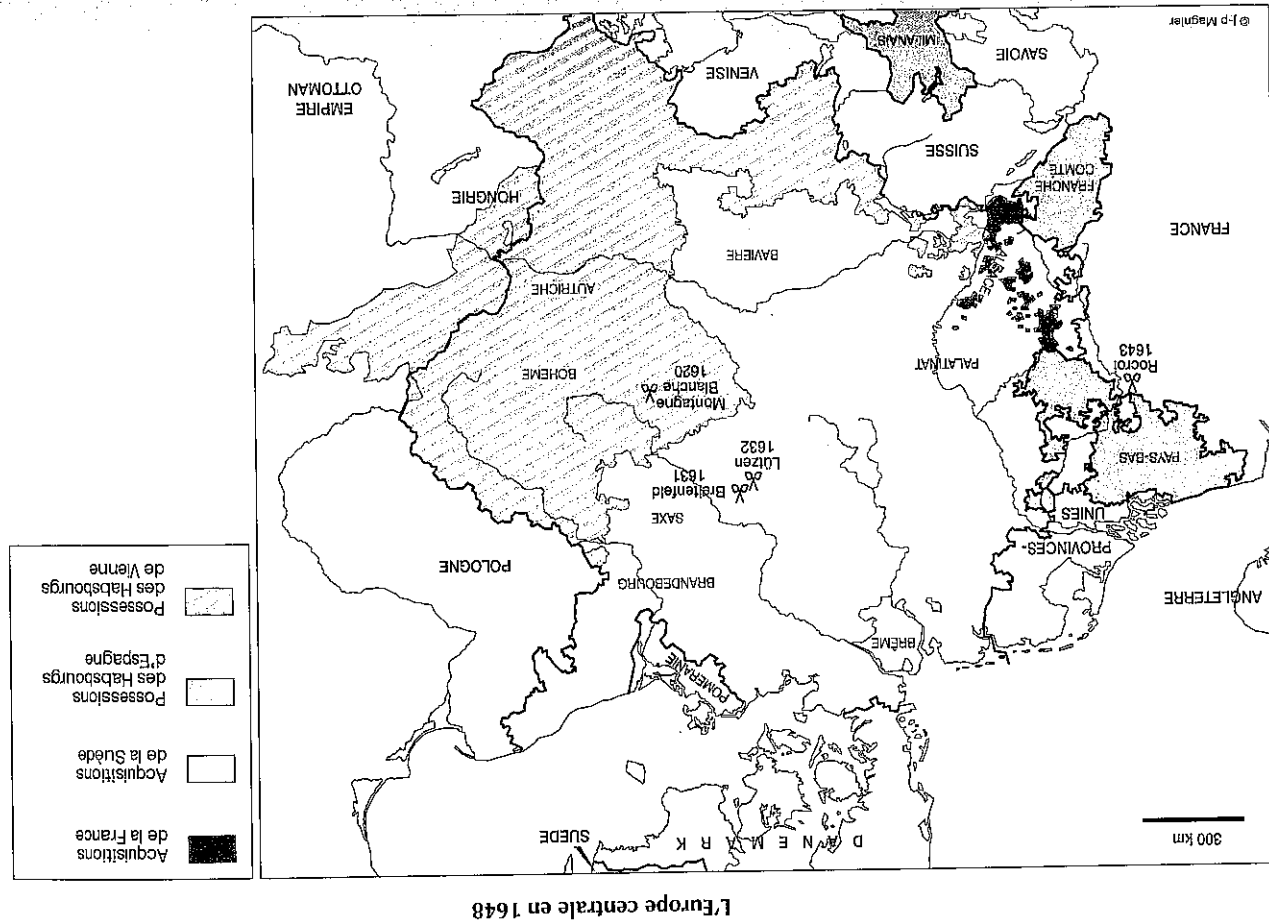 L'Europe centrale en 1648
300 km
DANEMARK
SUÈDE
ANGLETERRE
BRÊME
POMÉRANIE
PROVINCES-
UNIES
BRANDEBOURG
POLOGNE
SAXE
Breitenfeld
1631
Lützen
1632
PAYS-BAS
Rocroi
1643
Montagne
Blanche
1620
BOHÊME
PALATINAT
ALSACE
AUTRICHE
FRANCE
BAVIÈRE
FRANCHE
COMTÉ
SUISSE
HONGRIE
EMPIRE
OTTOMAN
SAVOIE
MILANAIS
VENISE
© J-p Magnier
Acquisitions
de la France
Acquisitions
de la Suède
Possessions
des Habsbourgs
d'Espagne
Possessions
des Habsbourgs
de Vienne